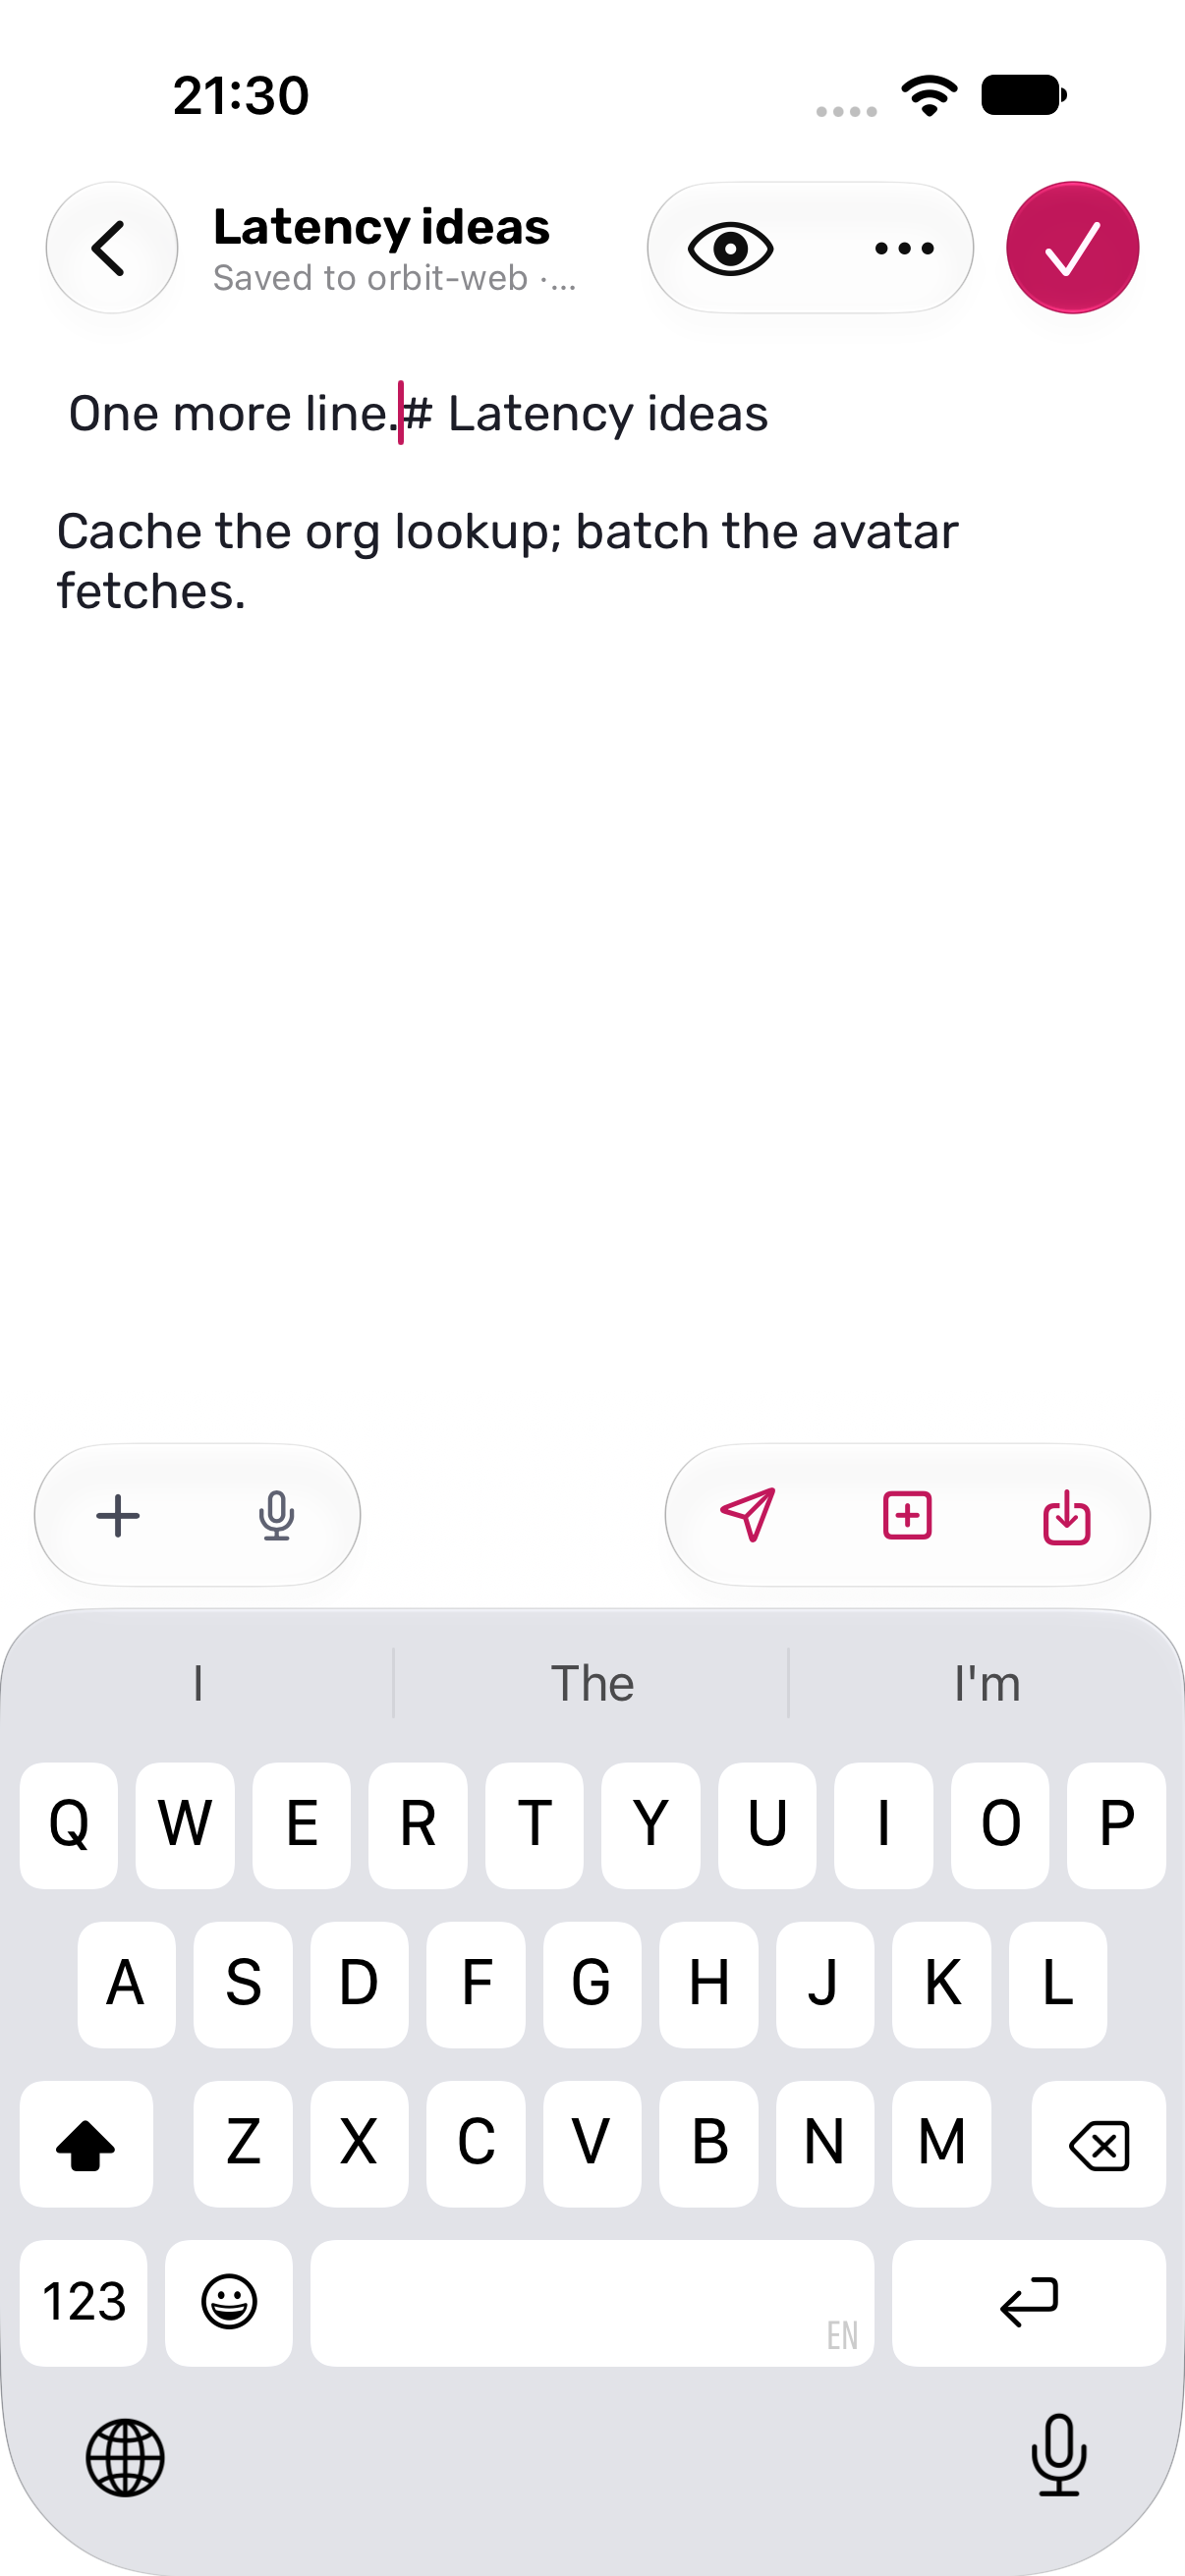 21:30
Latency ideas
Saved to orbit-web ·...
One more line.# Latency ideas
Cache the org lookup; batch the avatar
fetches.
I The I'm
Q W E R T Y U I O P
A S D F G H J K L
Z X C V B N M
123
EN